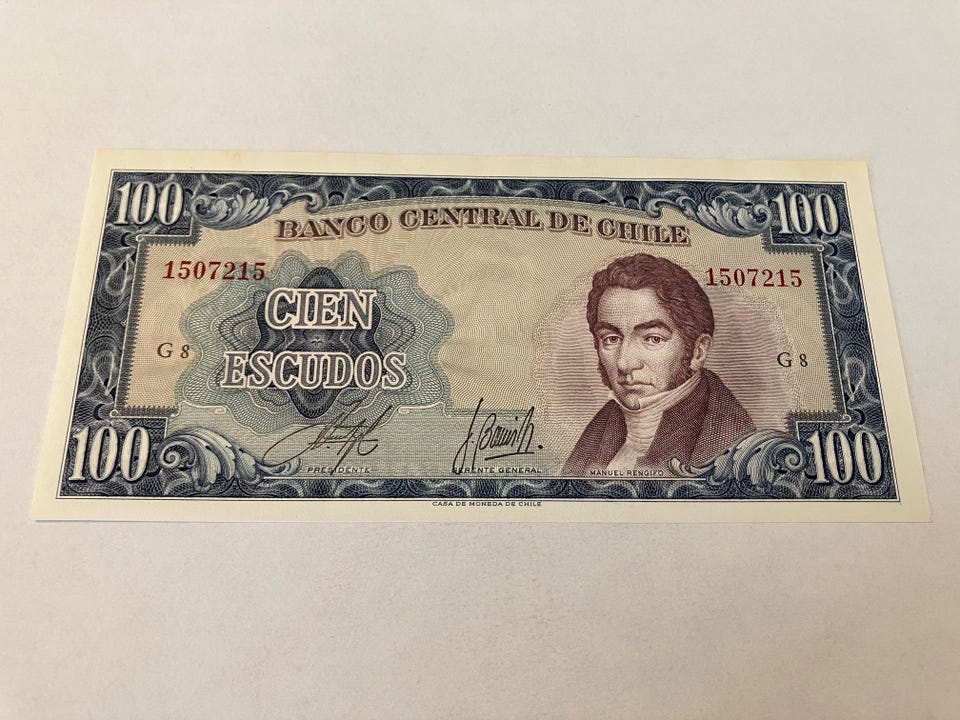 100 100
BANCO CENTRAL DE CHILE
1507215 1507215
CIEN
ESCUDOS
G 8 G 8
PRESIDENTE GERENTE GENERAL MANUEL RENGIFO
100 100
CASA DE MONEDA DE CHILE